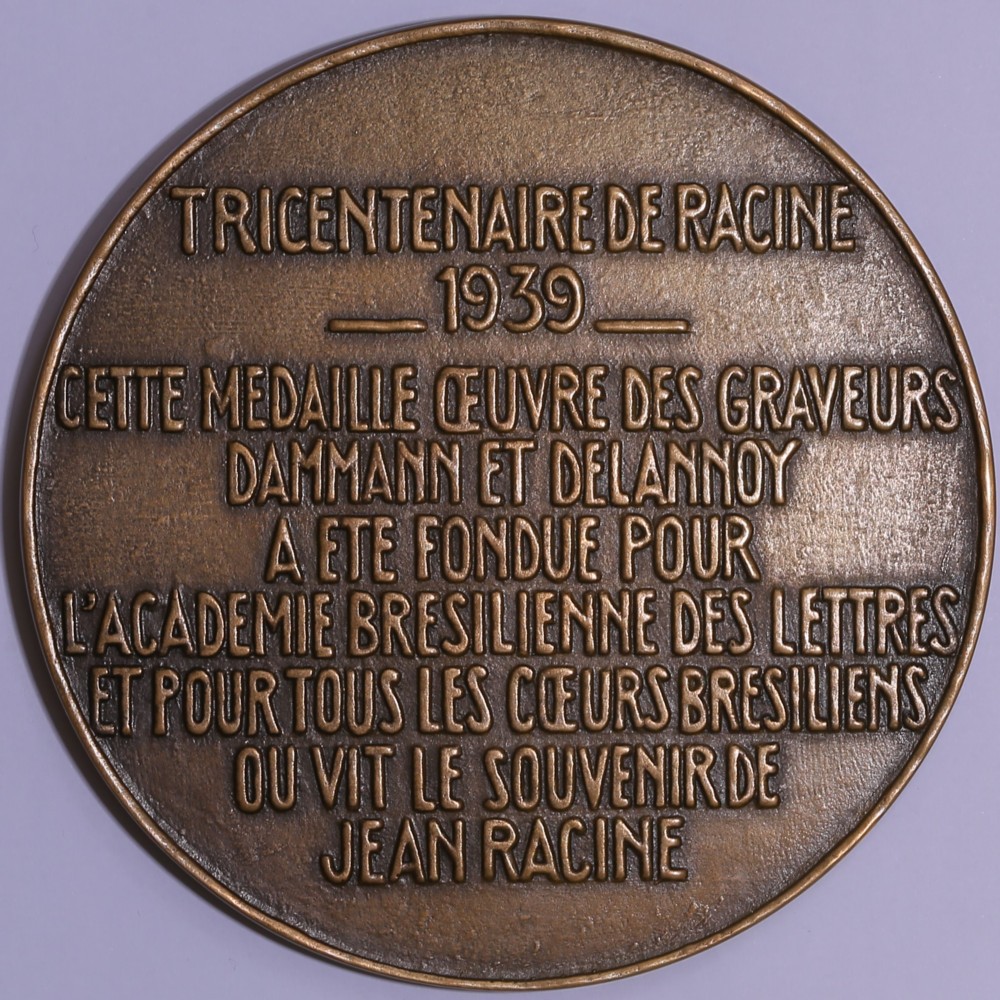 TRICENTENAIRE DE RACINE
1939
CETTE MEDAILLE ŒUVRE DES GRAVEURS
DAMMANN ET DELANNOY
A ETE FONDUE POUR
L'ACADEMIE BRESILIENNE DES LETTRES
ET POUR TOUS LES CŒURS BRESILIENS
OU VIT LE SOUVENIR DE
JEAN RACINE